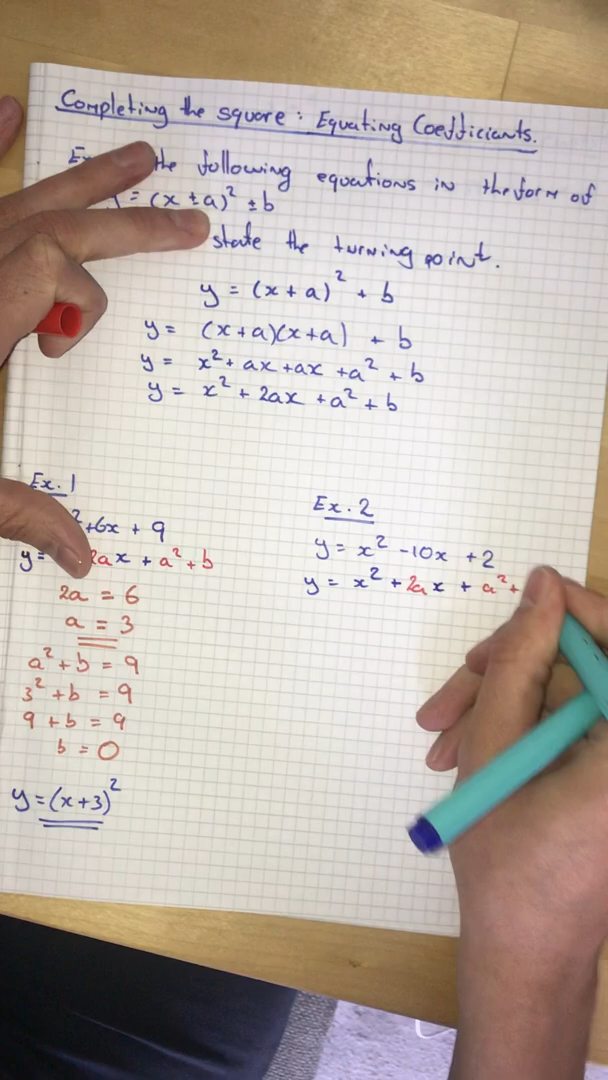 Completing the square : Equating Coefficients.
the following equations in the form of
= (x ± a)² ± b
state the turning point.
y = (x + a)² + b
y = (x+a)(x+a) + b
y = x² + ax + ax + a² + b
y = x² + 2ax + a² + b
Ex. 1
² +6x + 9
y = 2ax + a² + b
2a = 6
a = 3
a² + b = 9
3² + b = 9
9 + b = 9
b = 0
y = (x+3)²
Ex. 2
y = x² -10x + 2
y = x² + 2ax + a² +